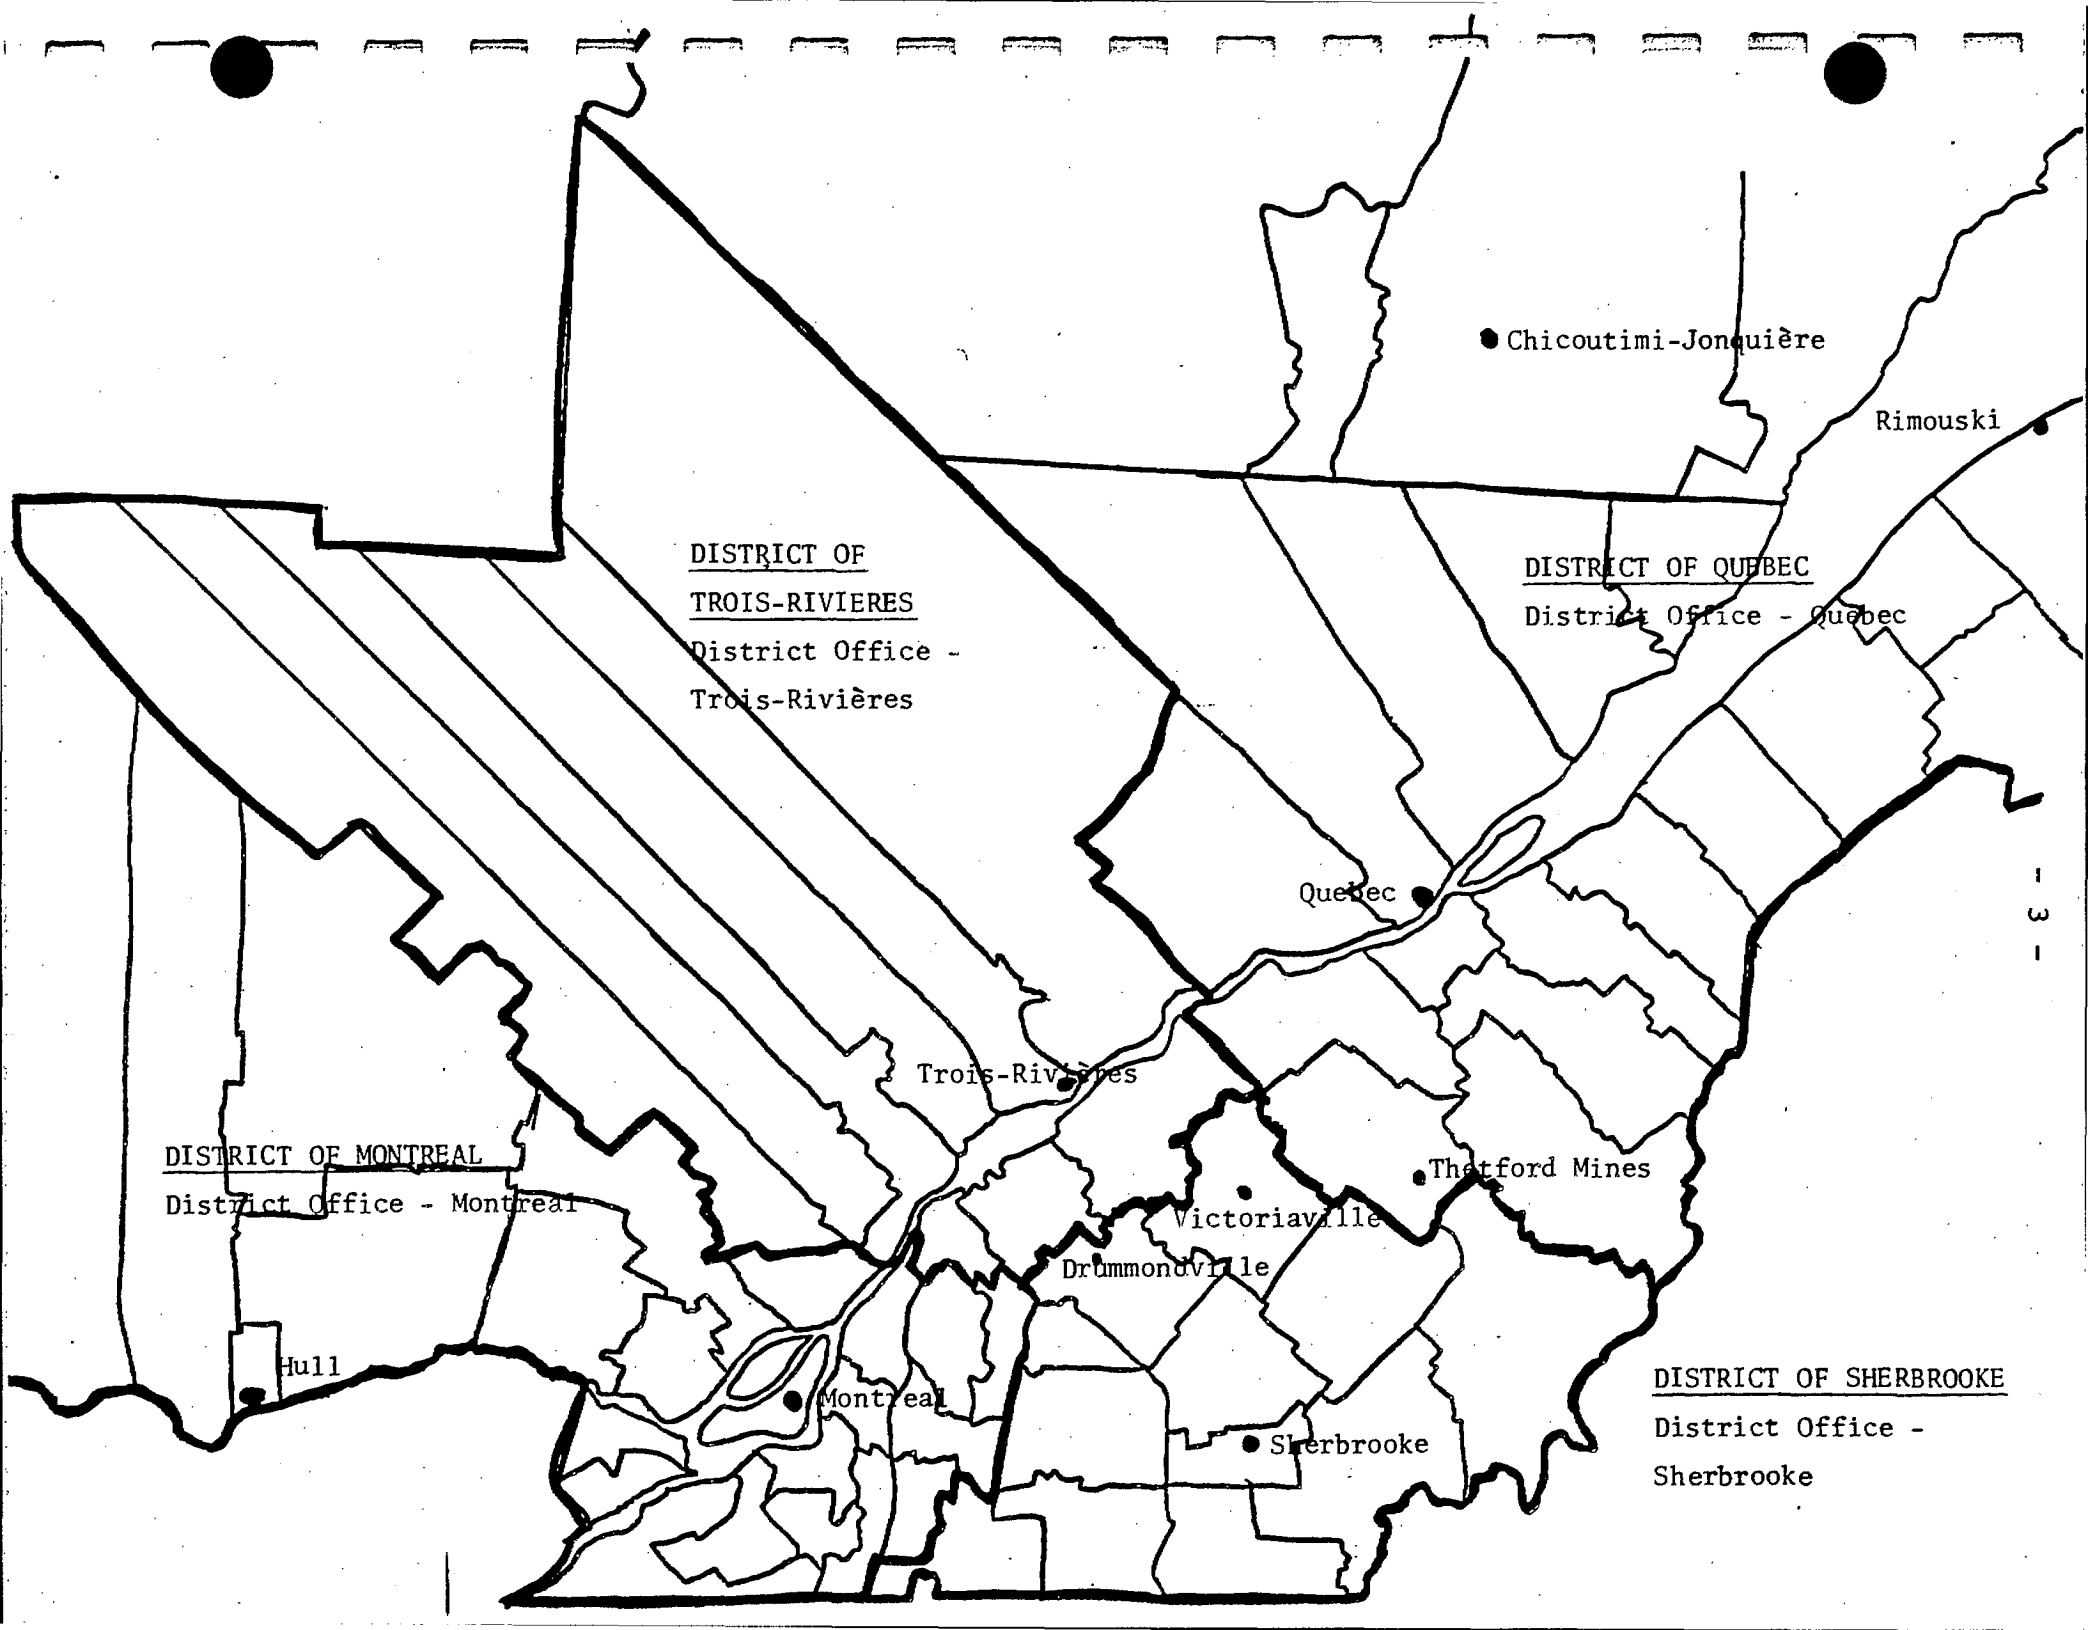 Chicoutimi-Jonquière
Rimouski
DISTRICT OF
TROIS-RIVIERES
District Office -
Trois-Rivières
DISTRICT OF QUEBEC
District Office - Quebec
Quebec
- 3 -
Trois-Rivières
DISTRICT OF MONTREAL
District Office - Montreal
Thetford Mines
Victoriaville
Drummondville
Hull
Montreal
DISTRICT OF SHERBROOKE
District Office -
Sherbrooke
Sherbrooke